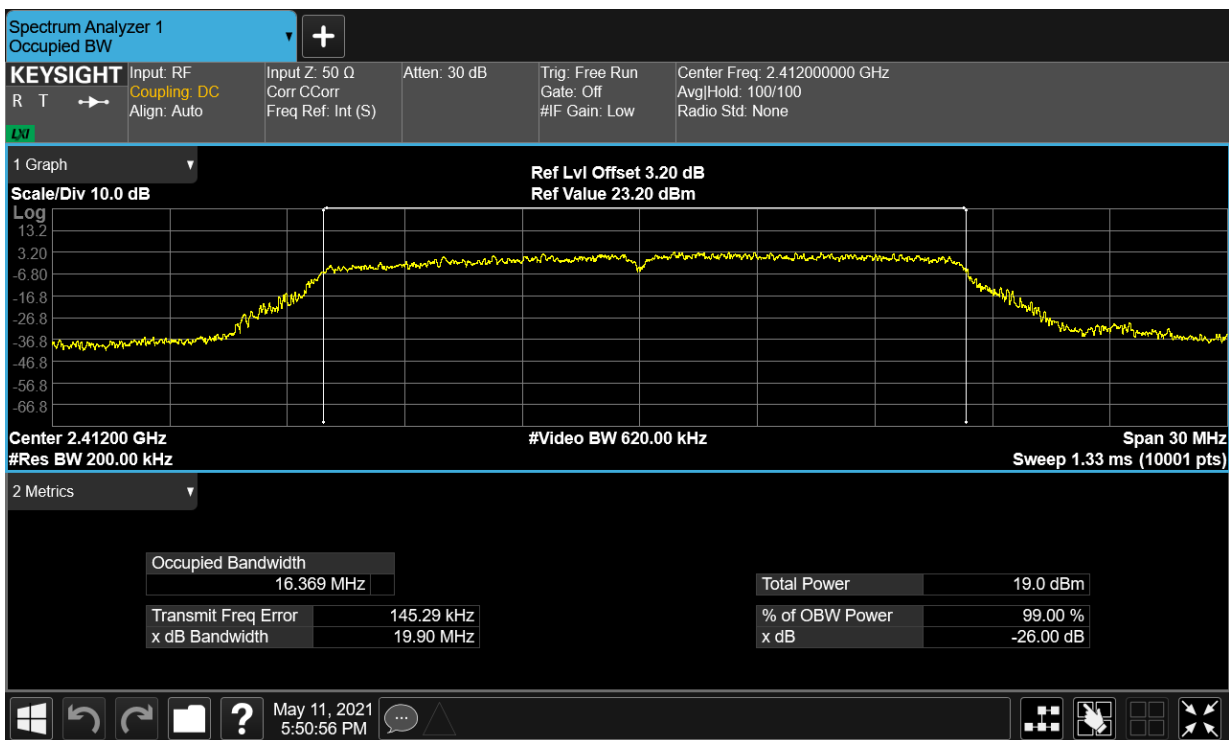 Spectrum Analyzer 1
Occupied BW
+
KEYSIGHT
R T
LXI
Input: RF
Coupling: DC
Align: Auto
Input Z: 50 Ω
Corr CCorr
Freq Ref: Int (S)
Atten: 30 dB
Trig: Free Run
Gate: Off
#IF Gain: Low
Center Freq: 2.412000000 GHz
Avg|Hold: 100/100
Radio Std: None
1 Graph
Scale/Div 10.0 dB
Ref Lvl Offset 3.20 dB
Ref Value 23.20 dBm
Log
13.2
3.20
-6.80
-16.8
-26.8
-36.8
-46.8
-56.8
-66.8
Center 2.41200 GHz
#Video BW 620.00 kHz
Span 30 MHz
#Res BW 200.00 kHz
Sweep 1.33 ms (10001 pts)
2 Metrics
Occupied Bandwidth
16.369 MHz
Total Power 19.0 dBm
Transmit Freq Error 145.29 kHz
% of OBW Power 99.00 %
x dB Bandwidth 19.90 MHz
x dB -26.00 dB
?
May 11, 2021
5:50:56 PM